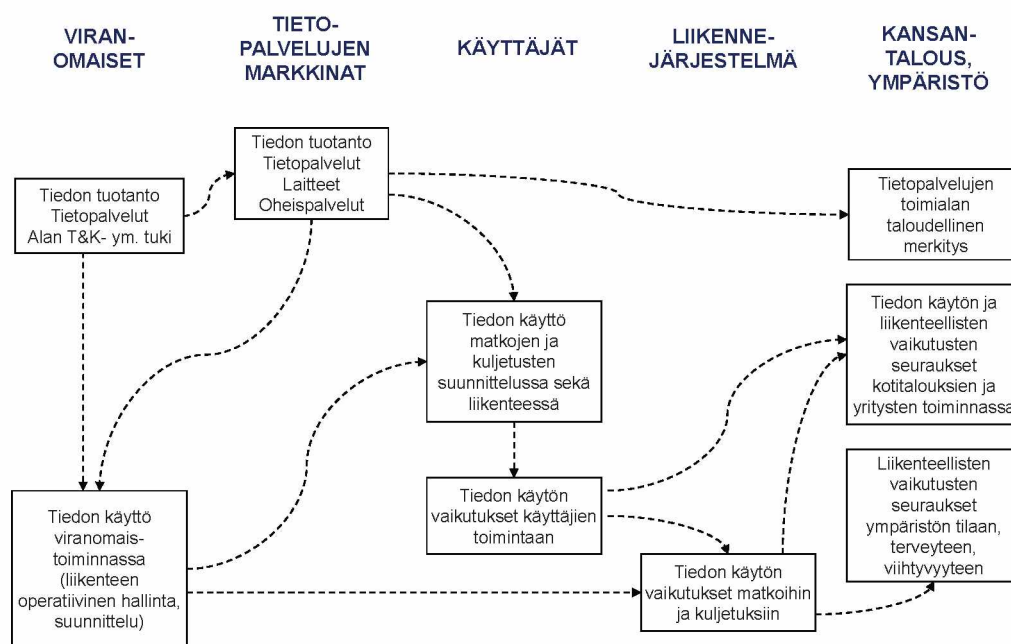 VIRAN-
OMAISET
TIETO-
PALVELUJEN
MARKKINAT
KÄYTTÄJÄT
LIIKENNE-
JÄRJESTELMÄ
KANSAN-
TALOUS,
YMPÄRISTÖ
Tiedon tuotanto
Tietopalvelut
Alan T&K- ym. tuki
Tiedon tuotanto
Tietopalvelut
Laitteet
Oheispalvelut
Tietopalvelujen
toimialan
taloudellinen
merkitys
Tiedon käyttö
matkojen ja
kuljetusten
suunnittelussa sekä
liikenteessä
Tiedon käytön ja
liikenteellisten
vaikutusten
seuraukset
kotitalouksien ja
yritysten toiminnassa
Tiedon käyttö
viranomais-
toiminnassa
(liikenteen
operatiivinen hallinta,
suunnittelu)
Tiedon käytön
vaikutukset käyttäjien
toimintaan
Tiedon käytön
vaikutukset matkoihin
ja kuljetuksiin
Liikenteellisten
vaikutusten
seuraukset
ympäristön tilaan,
terveyteen,
viihtyvyyteen